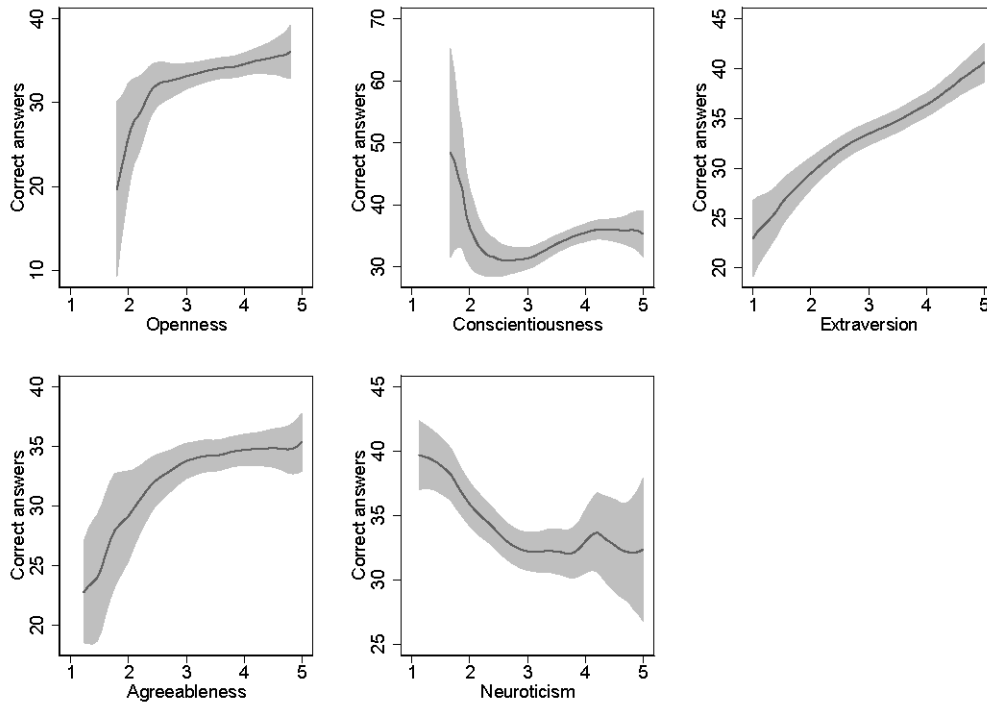 Correct answers
10 20 30 40
1 2 3 4 5
Openness
Correct answers
30 40 50 60 70
1 2 3 4 5
Conscientiousness
Correct answers
20 25 30 35 40 45
1 2 3 4 5
Extraversion
Correct answers
20 25 30 35 40
1 2 3 4 5
Agreeableness
Correct answers
25 30 35 40 45
1 2 3 4 5
Neuroticism